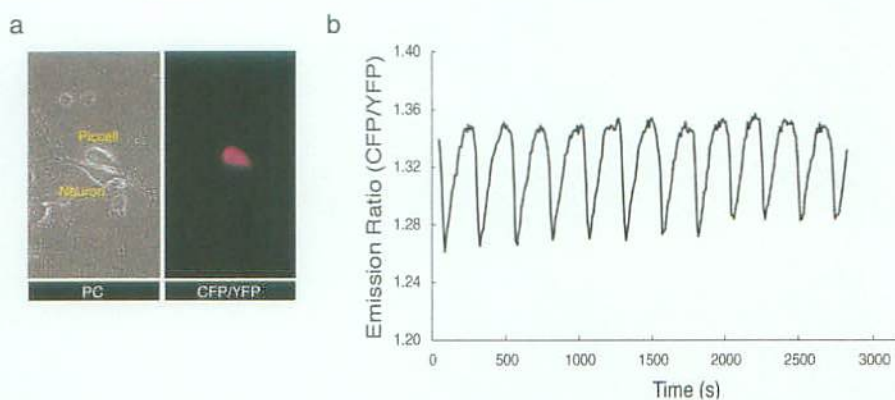 a
Piccell
Neuron
PC
CFP/YFP
b
Emission Ratio (CFP/YFP)
1.40
1.36
1.32
1.28
1.24
1.20
0
500
1000
1500
2000
2500
3000
Time (s)